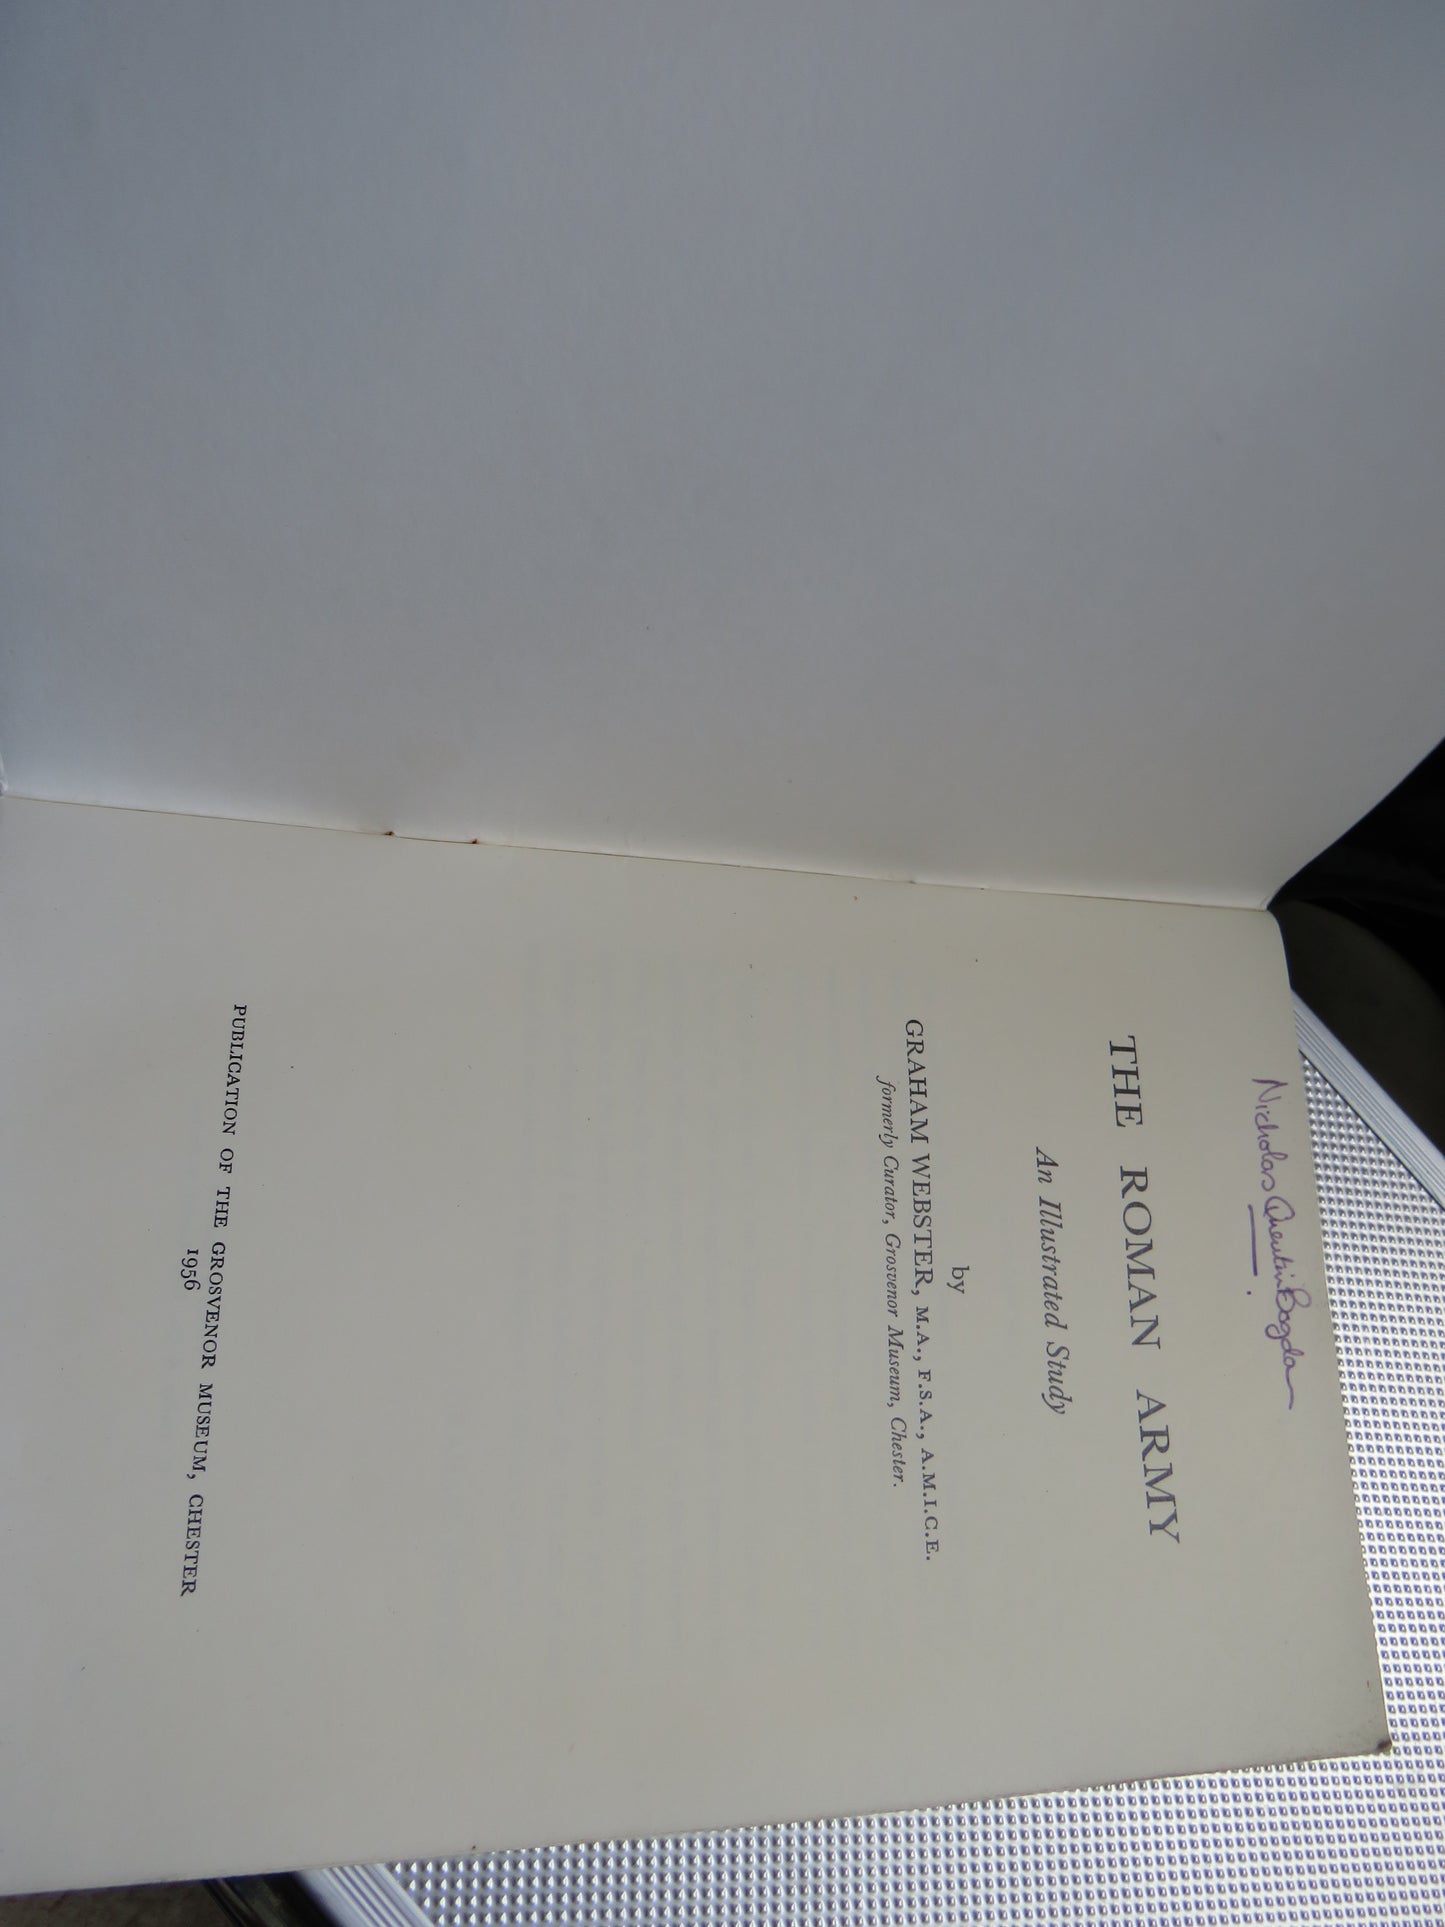 Nicholas Quentin Bogdan
THE ROMAN ARMY
An Illustrated Study
by
GRAHAM WEBSTER, M.A., F.S.A., A.M.I.C.E.
formerly Curator, Grosvenor Museum, Chester.
PUBLICATION OF THE GROSVENOR MUSEUM, CHESTER
1956